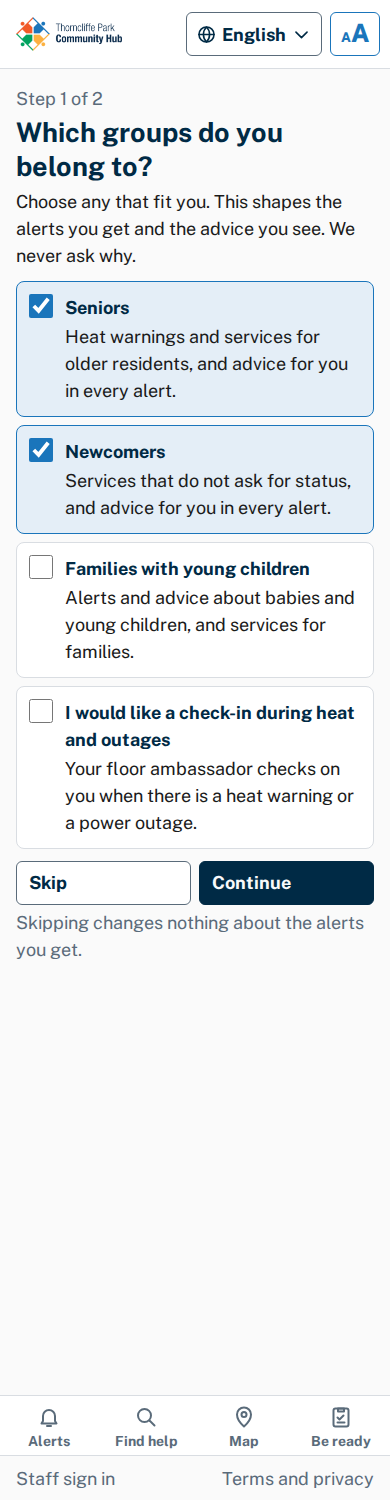 Thorncliffe Park
Community Hub
English
AA
Step 1 of 2
Which groups do you
belong to?
Choose any that fit you. This shapes the
alerts you get and the advice you see. We
never ask why.
Seniors
Heat warnings and services for
older residents, and advice for you
in every alert.
Newcomers
Services that do not ask for status,
and advice for you in every alert.
Families with young children
Alerts and advice about babies and
young children, and services for
families.
I would like a check-in during heat
and outages
Your floor ambassador checks on
you when there is a heat warning or
a power outage.
Skip
Continue
Skipping changes nothing about the alerts
you get.
Alerts
Find help
Map
Be ready
Staff sign in
Terms and privacy